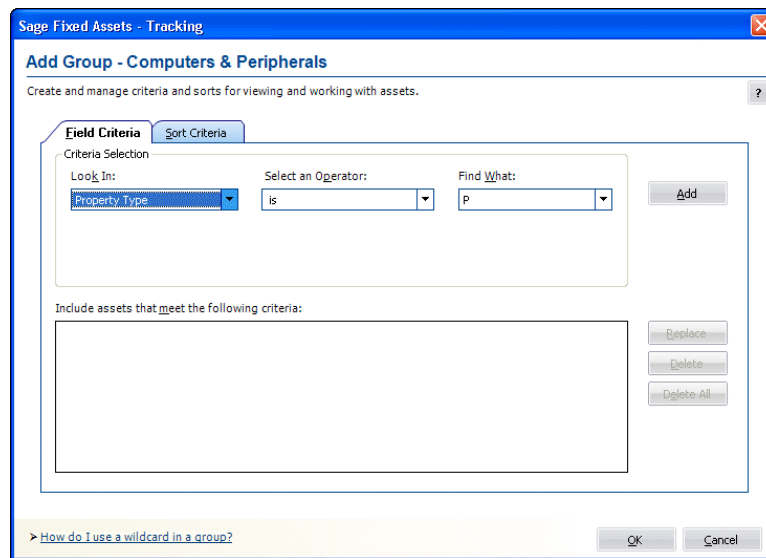 Sage Fixed Assets - Tracking
Add Group - Computers & Peripherals
Create and manage criteria and sorts for viewing and working with assets.
?
Field Criteria Sort Criteria
Criteria Selection
Look In: Select an Operator: Find What:
Property Type is P Add
Include assets that meet the following criteria:
Replace
Delete
Delete All
How do I use a wildcard in a group?
OK Cancel